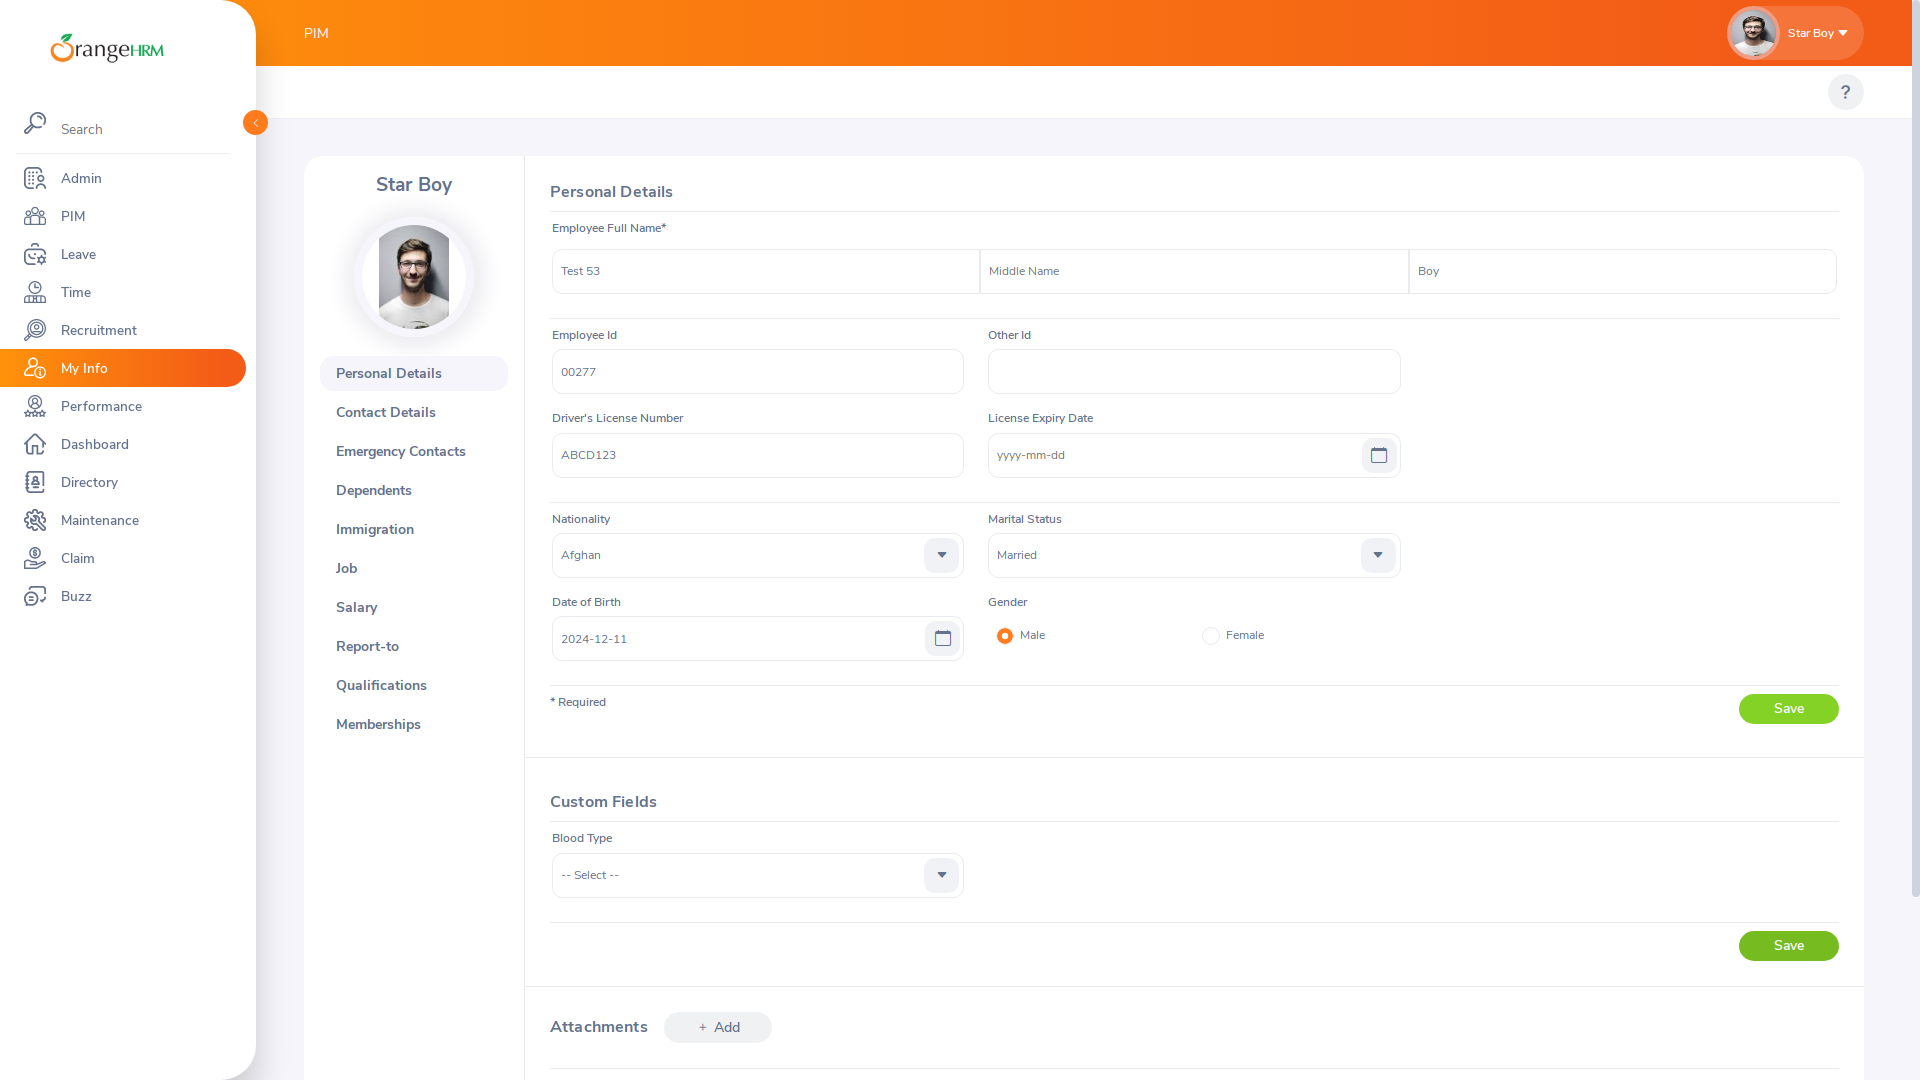 OrangeHRM
PIM
Star Boy
?
Search
Admin
PIM
Leave
Time
Recruitment
My Info
Performance
Dashboard
Directory
Maintenance
Claim
Buzz
Star Boy
Personal Details
Contact Details
Emergency Contacts
Dependents
Immigration
Job
Salary
Report-to
Qualifications
Memberships
Personal Details
Employee Full Name*
Test 53 Middle Name Boy
Employee Id Other Id
00277
Driver's License Number License Expiry Date
ABCD123 yyyy-mm-dd
Nationality Marital Status
Afghan Married
Date of Birth Gender
2024-12-11 Male Female
* Required
Save
Custom Fields
Blood Type
-- Select --
Save
Attachments + Add